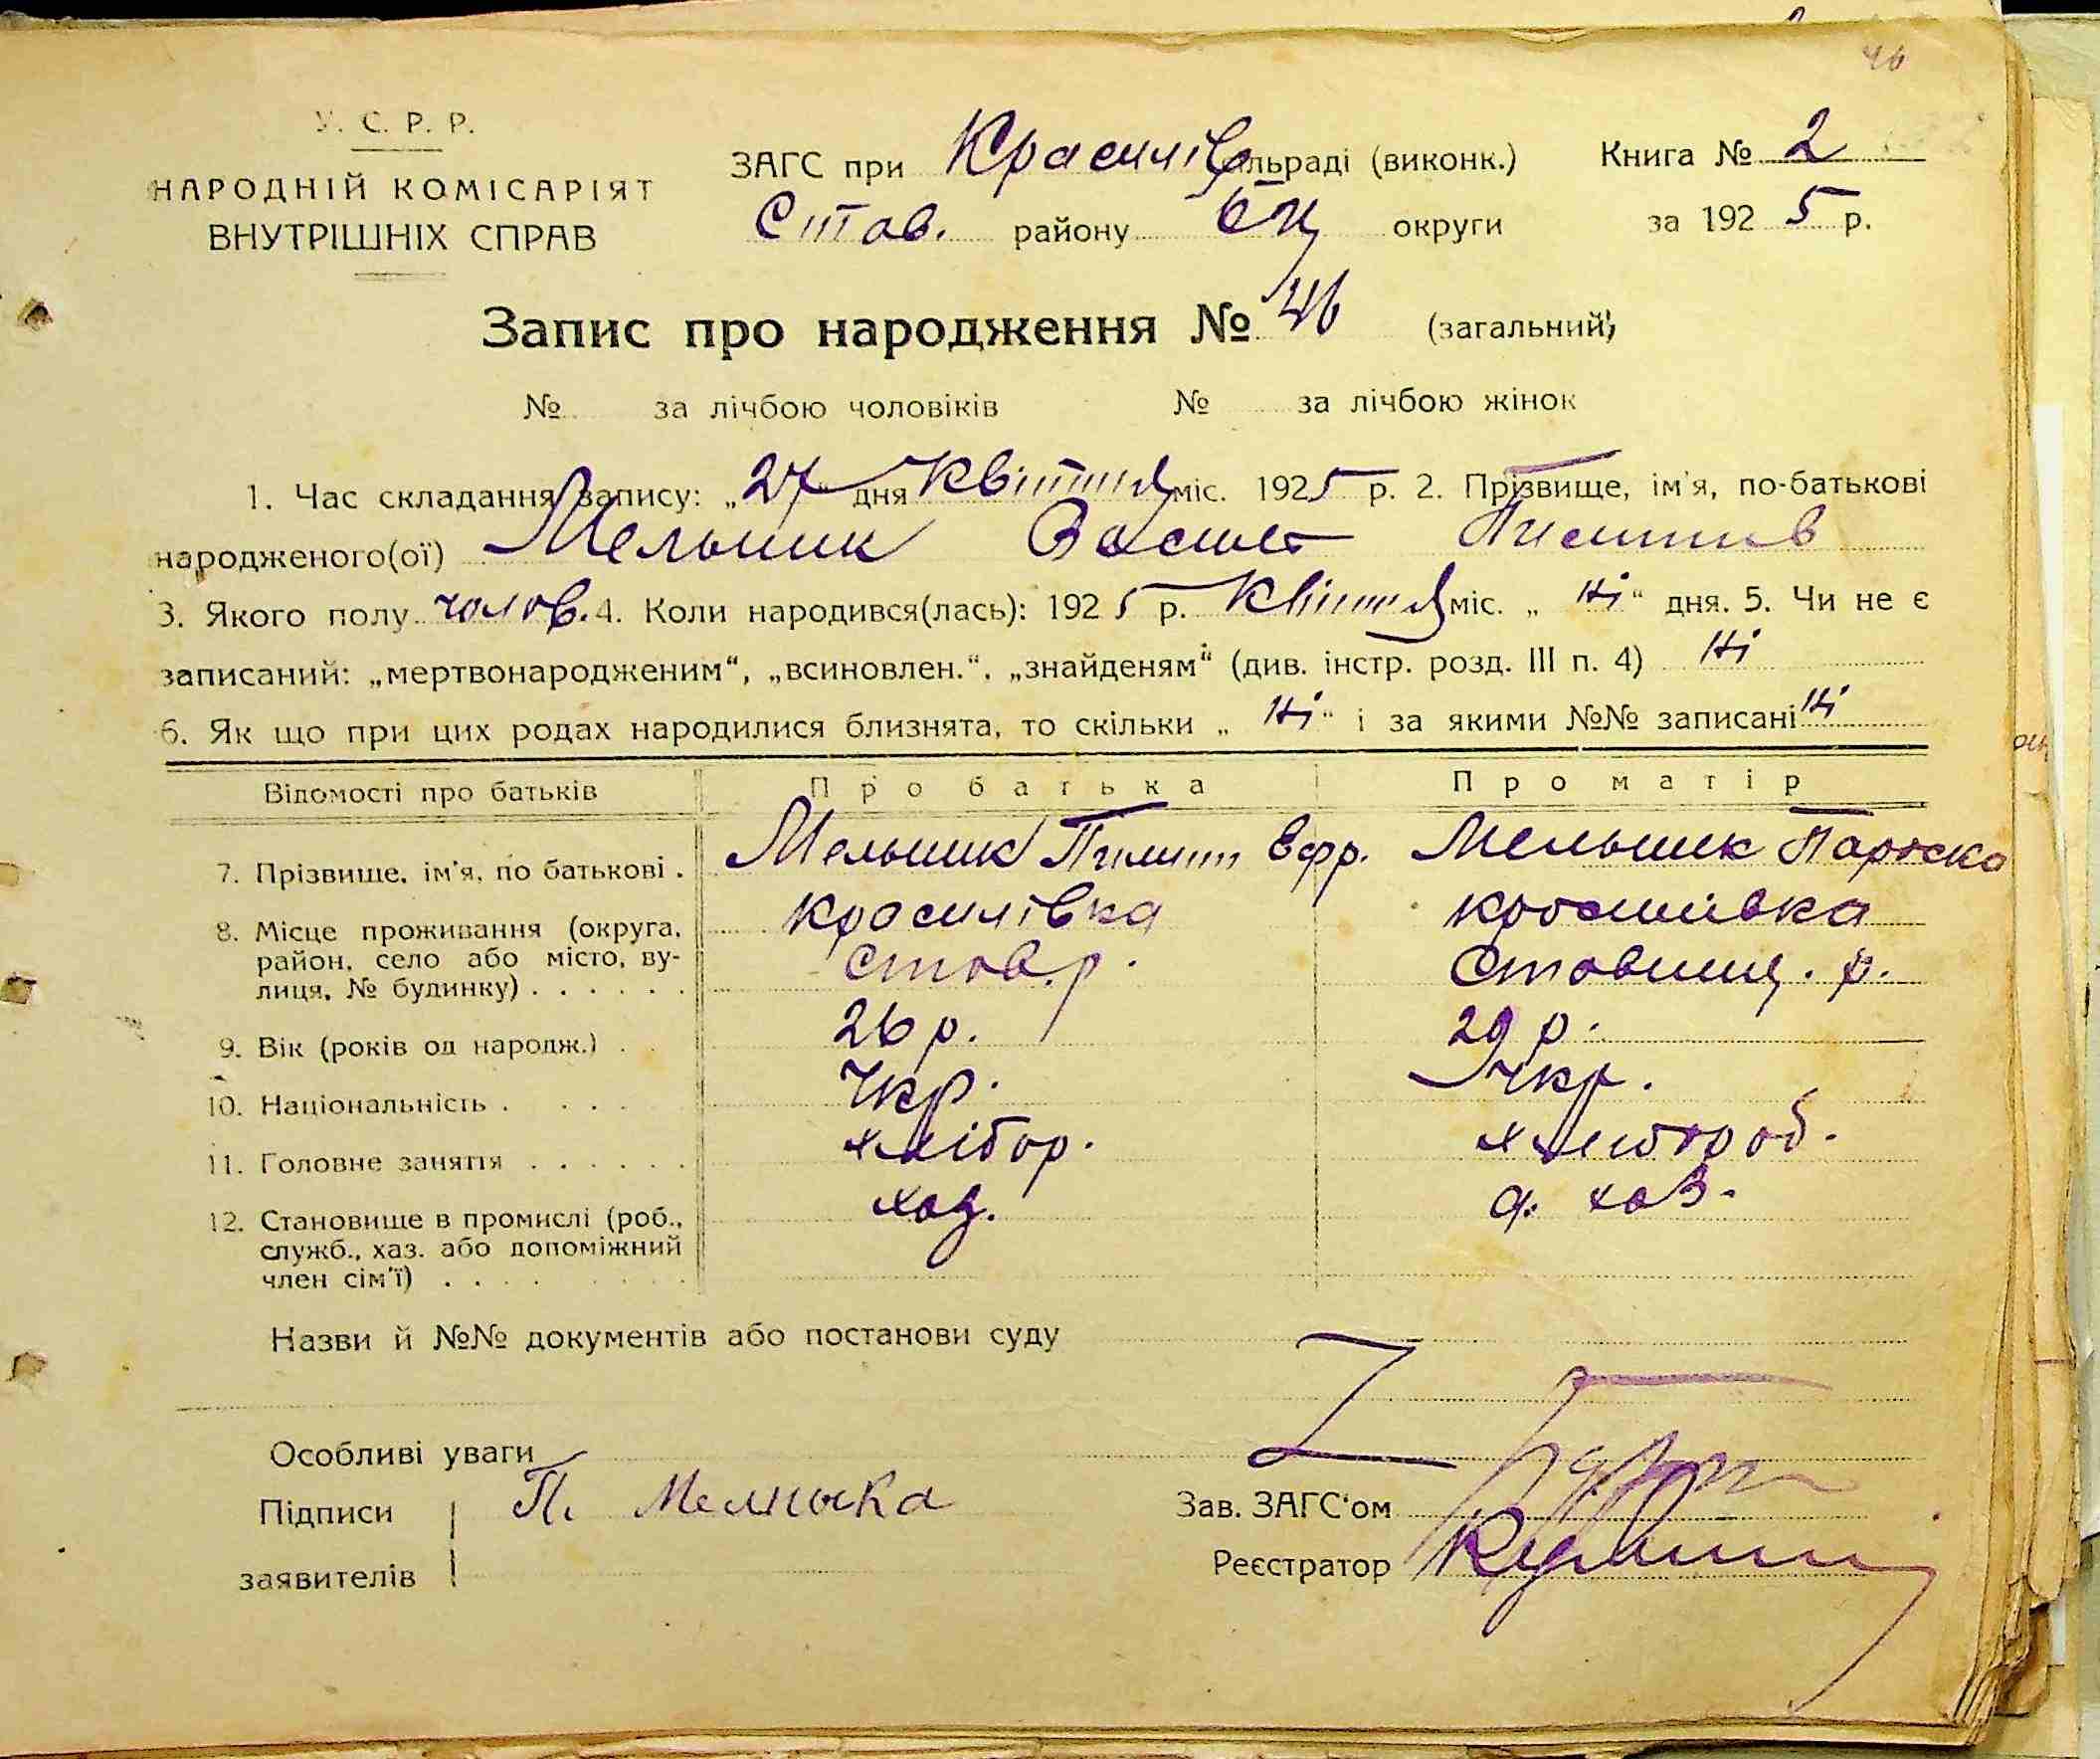 46
У. С. Р. Р.
НАРОДНІЙ КОМІСАРІЯТ
ВНУТРІШНІХ СПРАВ
ЗАГС при Красилів сільраді (виконк.) Книга № 2
Став. району БЦ округи за 1925 р.
Запис про народження № 46 (загальний)
№ за лічбою чоловіків № за лічбою жінок
1. Час складання запису: „27" дня квітня міс. 1925 р. 2. Прізвище, ім'я, по-батькові
народженого(ої) Мельник Василь
3. Якого полу чолов. 4. Коли народився(лась): 1925 р. квітня міс. „ " дня. 5. Чи не є
записаний: „мертвонародженим", „всиновлен.", „знайденям" (див. інстр. розд. III п. 4) Ні
6. Як що при цих родах народилися близнята, то скільки „Ні" і за якими №№ записані Ні
Відомості про батьків Про батька Про матір
7. Прізвище, ім'я, по батькові . Мельник Пилип Ефр. Мельник Параска
8. Місце проживання (округа, район, село або місто, вулиця, № будинку) . . . . . . Красилівка Став. р. Красилівка Ставищ. р.
9. Вік (років од народж.) . . 26 р. 29 р.
10. Національність . . . . Укр. Укр.
11. Головне заняття . . . . . . хлібор. хлібороб.
12. Становище в промислі (роб., служб., хаз. або допоміжний член сім'ї) . . . . хаз. хаз.
Назви й №№ документів або постанови суду
Особливі уваги
Підписи П. Мелныка Зав. ЗАГС'ом
заявителів Реєстратор